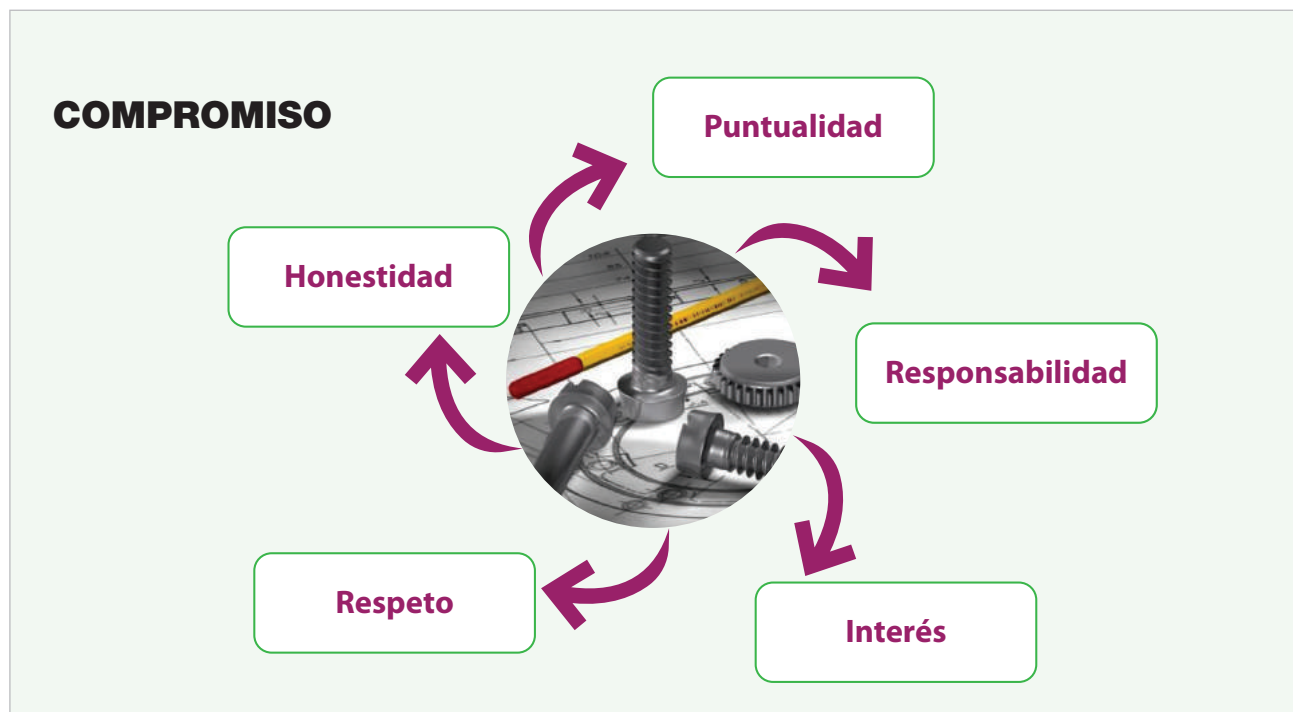 COMPROMISO
Puntualidad
Honestidad
Responsabilidad
Respeto
Interés